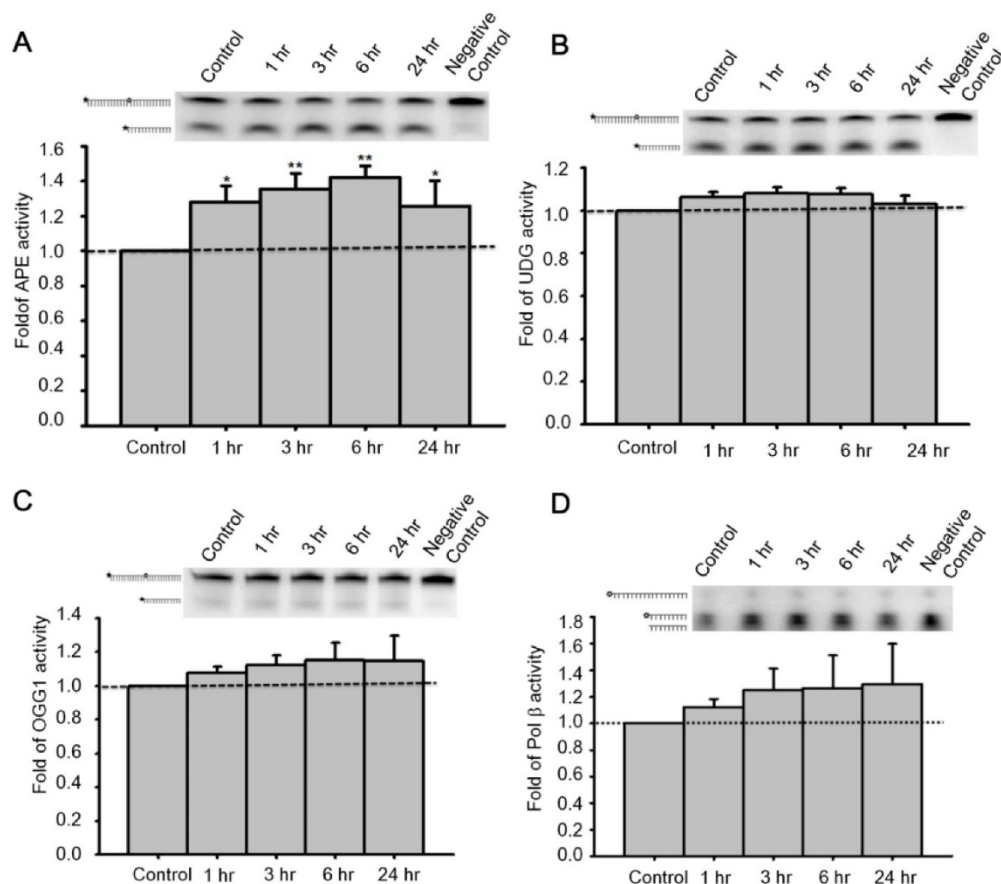 A
Control 1 hr 3 hr 6 hr 24 hr Negative Control
Foldof APE activity
1.6
1.4
1.2
1.0
0.8
0.6
0.4
0.2
0.0
* ** ** *
Control 1 hr 3 hr 6 hr 24 hr
B
Control 1 hr 3 hr 6 hr 24 hr Negative Control
Fold of UDG activity
1.2
1.0
0.8
0.6
0.4
0.2
0.0
Control 1 hr 3 hr 6 hr 24 hr
C
Control 1 hr 3 hr 6 hr 24 hr Negative Control
Fold of OGG1 activity
1.4
1.2
1.0
0.8
0.6
0.4
0.2
0.0
Control 1 hr 3 hr 6 hr 24 hr
D
Control 1 hr 3 hr 6 hr 24 hr Negative Control
Fold of Pol β activity
1.8
1.6
1.4
1.2
1.0
0.8
0.6
0.4
0.2
0.0
Control 1 hr 3 hr 6 hr 24 hr